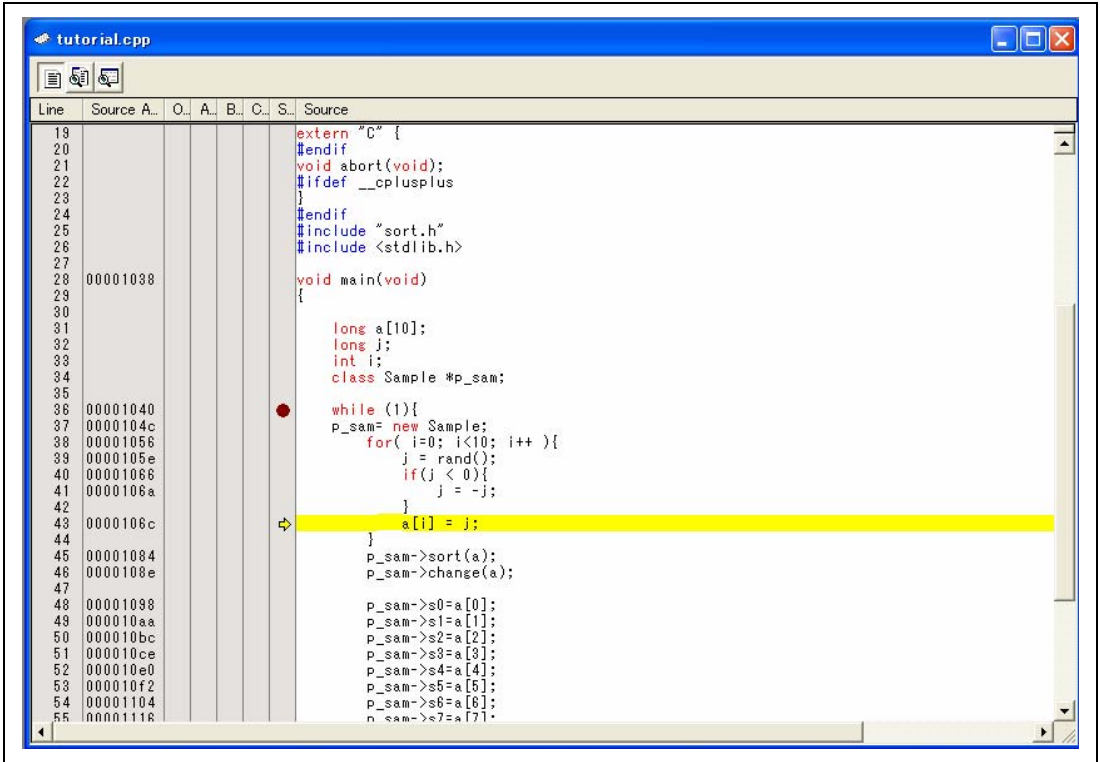 tutorial.cpp
Line Source A... O... A... B... C... S... Source
19 extern "C" {
20 #endif
21 void abort(void);
22 #ifdef __cplusplus
23 }
24 #endif
25 #include "sort.h"
26 #include <stdlib.h>
27
28 00001038 void main(void)
29 {
30
31 long a[10];
32 long j;
33 int i;
34 class Sample *p_sam;
35
36 00001040 while (1){
37 0000104c p_sam= new Sample;
38 00001056 for( i=0; i<10; i++ ){
39 0000105e j = rand();
40 00001066 if(j < 0){
41 0000106a j = -j;
42 }
43 0000106c a[i] = j;
44 }
45 00001084 p_sam->sort(a);
46 0000108e p_sam->change(a);
47
48 00001098 p_sam->s0=a[0];
49 000010aa p_sam->s1=a[1];
50 000010bc p_sam->s2=a[2];
51 000010ce p_sam->s3=a[3];
52 000010e0 p_sam->s4=a[4];
53 000010f2 p_sam->s5=a[5];
54 00001104 p_sam->s6=a[6];
55 00001116 p_sam->s7=a[7];